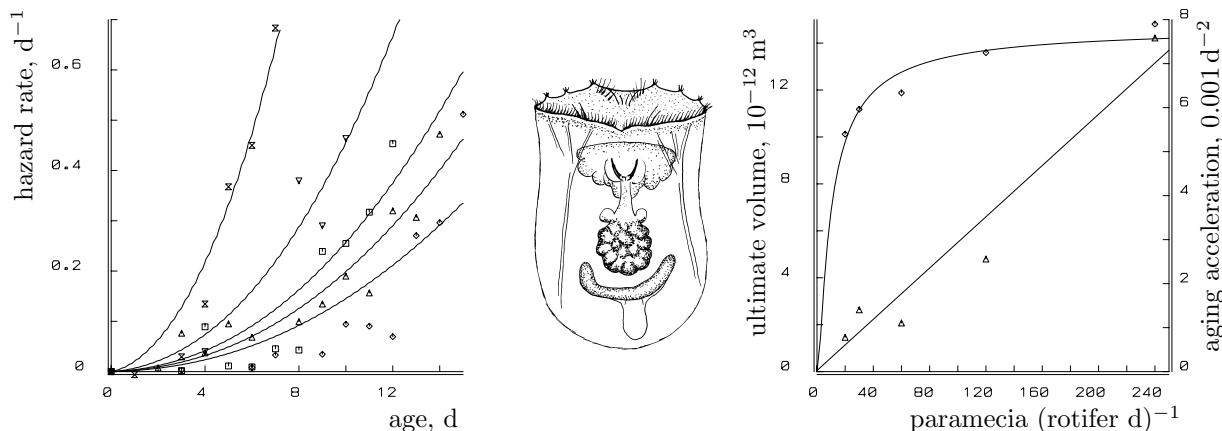 hazard rate, d⁻¹
0.6
0.4
0.2
0
0 4 8 12
age, d
ultimate volume, 10⁻¹² m³
12
8
4
0
0 40 80 120 160 200 240
paramecia (rotifer d)⁻¹
8
6
4
2
0
aging acceleration, 0.001 d⁻²